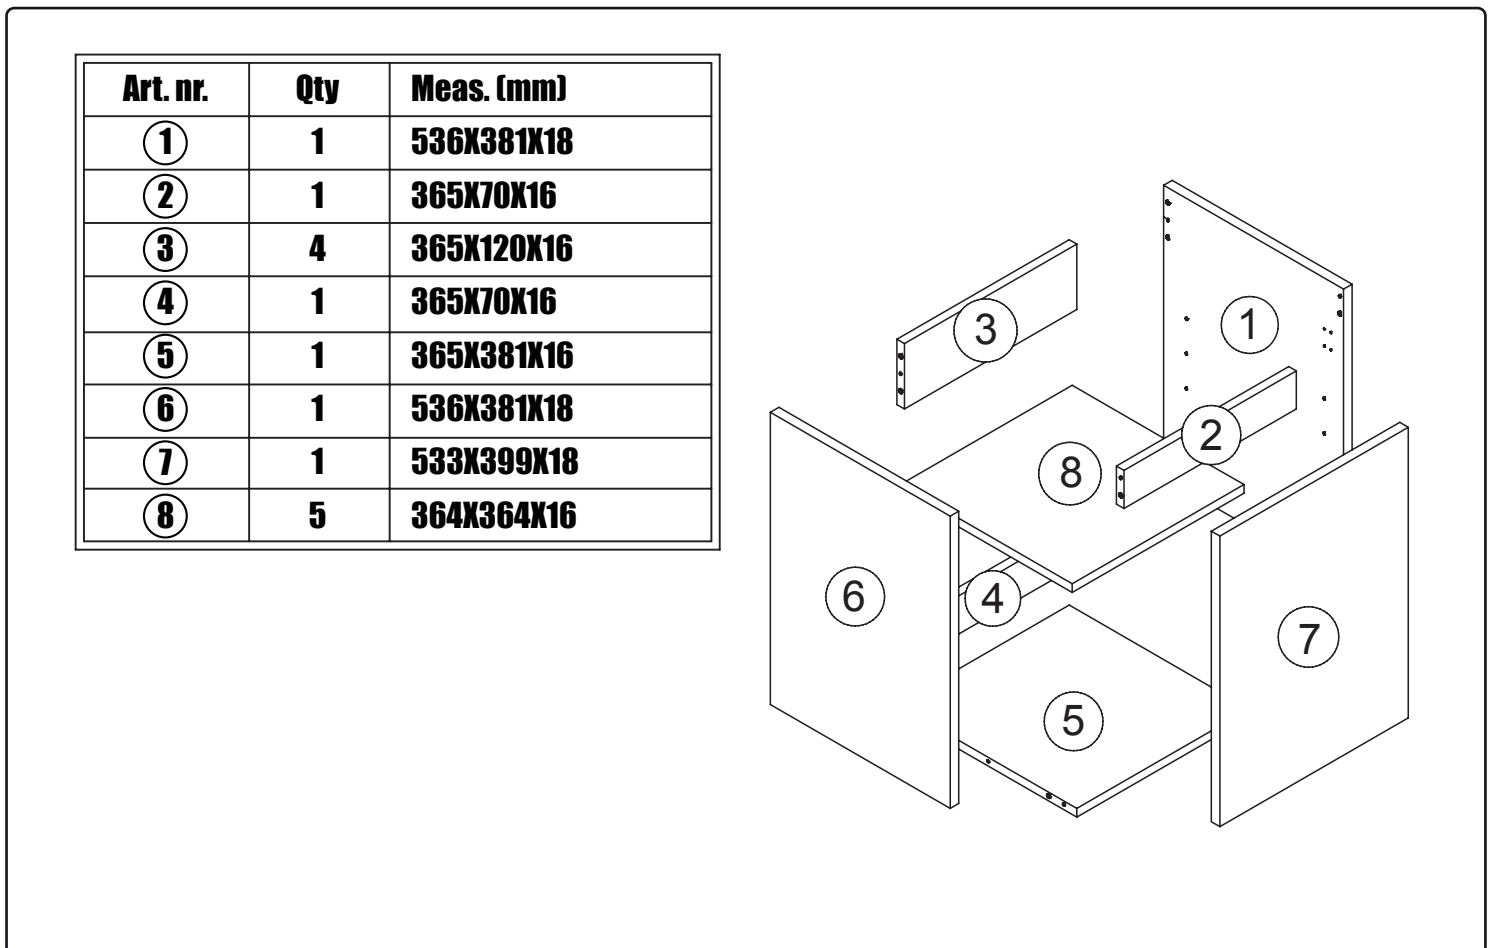 Art. nr. Qty Meas. (mm)
1 1 536X381X18
2 1 365X70X16
3 4 365X120X16
4 1 365X70X16
5 1 365X381X16
6 1 536X381X18
7 1 533X399X18
8 5 364X364X16
3
1
2
8
6
4
7
5